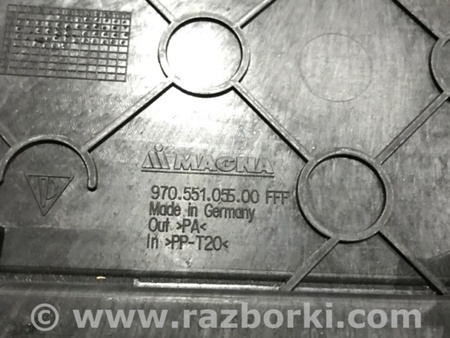 MAGNA
970.551.055.00 FFF
Made in Germany
Out >PA<
In >PP-T20<
© www.razborki.com